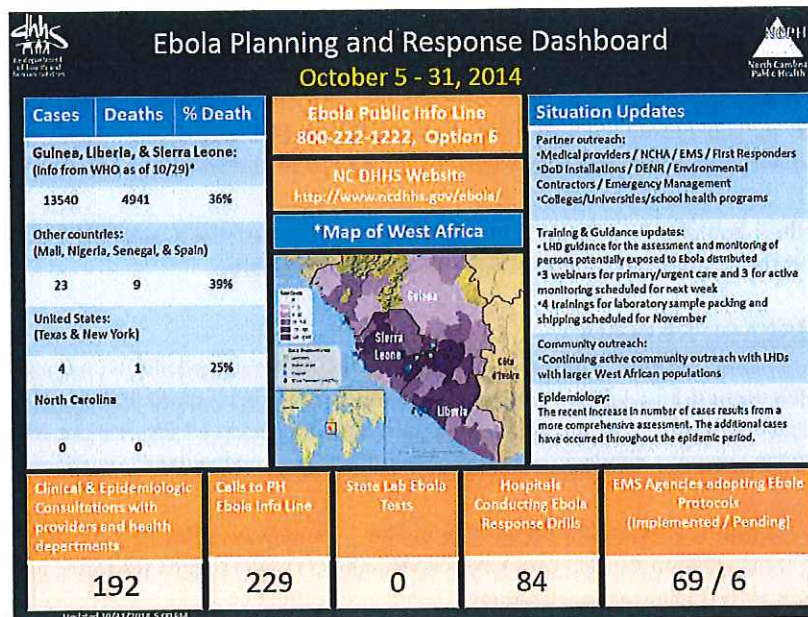 dhhs
Ebola Planning and Response Dashboard
October 5 - 31, 2014
NCPH
North Carolina
Public Health
Cases Deaths % Death
Guinea, Liberia, & Sierra Leone:
(Info from WHO as of 10/29)*
13540 4941 36%
Other countries:
(Mali, Nigeria, Senegal, & Spain)
23 9 39%
United States:
(Texas & New York)
4 1 25%
North Carolina
0 0
Ebola Public Info Line
800-222-1222, Option 6
NC DHHS Website
http://www.ncdhhs.gov/ebola/
*Map of West Africa
Guinea
Sierra
Leone
Côte
d'Ivoire
Liberia
Situation Updates
Partner outreach:
•Medical providers / NCHA / EMS / First Responders
•DoD Installations / DENR / Environmental
Contractors / Emergency Management
•Colleges/Universities/school health programs
Training & Guidance updates:
• LHD guidance for the assessment and monitoring of
persons potentially exposed to Ebola distributed
•3 webinars for primary/urgent care and 3 for active
monitoring scheduled for next week
•4 trainings for laboratory sample packing and
shipping scheduled for November
Community outreach:
•Continuing active community outreach with LHDs
with larger West African populations
Epidemiology:
The recent increase in number of cases results from a
more comprehensive assessment. The additional cases
have occurred throughout the epidemic period.
Clinical & Epidemiologic
Consultations with
providers and health
departments
192
Calls to PH
Ebola Info Line
229
State Lab Ebola
Tests
0
Hospitals
Conducting Ebola
Response Drills
84
EMS Agencies adopting Ebola
Protocols
(Implemented / Pending)
69 / 6